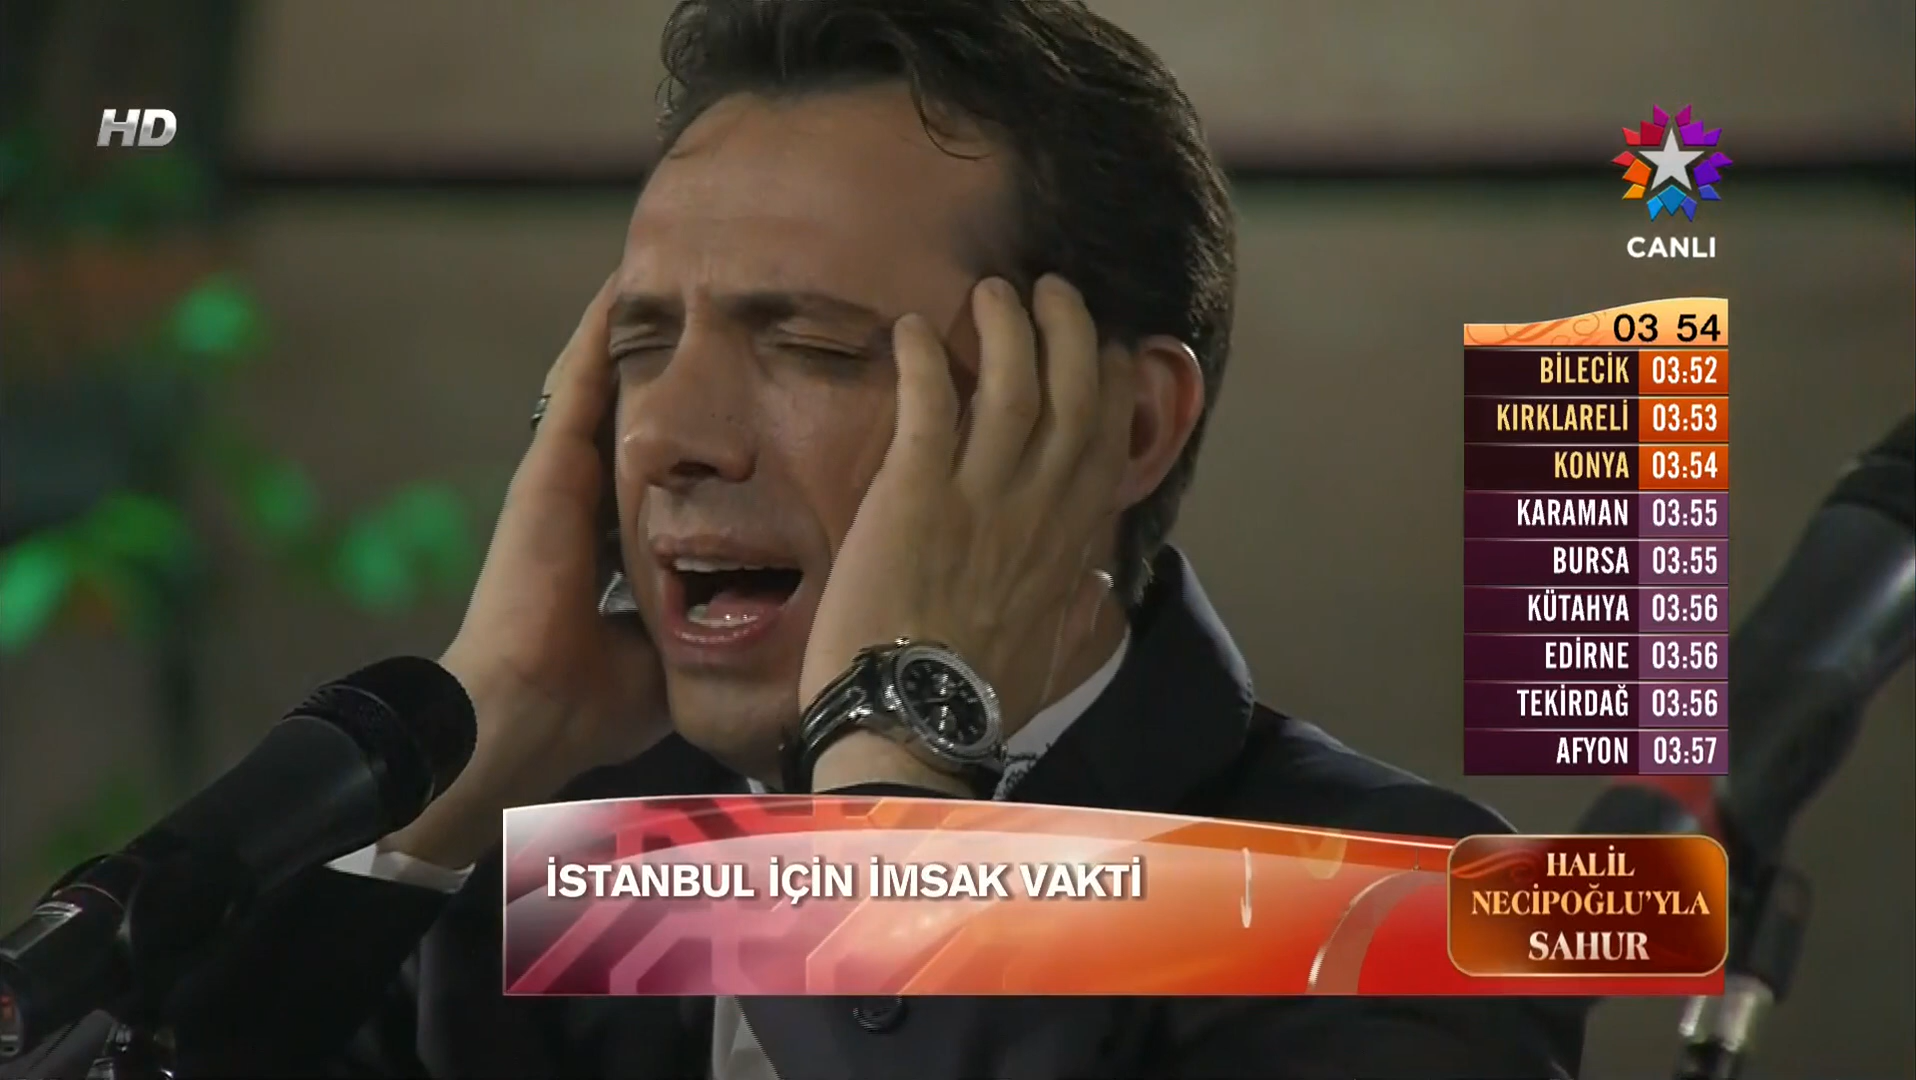 HD
CANLI
03 54
BİLECİK 03:52
KIRKLARELİ 03:53
KONYA 03:54
KARAMAN 03:55
BURSA 03:55
KÜTAHYA 03:56
EDİRNE 03:56
TEKİRDAĞ 03:56
AFYON 03:57
İSTANBUL İÇİN İMSAK VAKTİ
HALİL
NECİPOĞLU'YLA
SAHUR